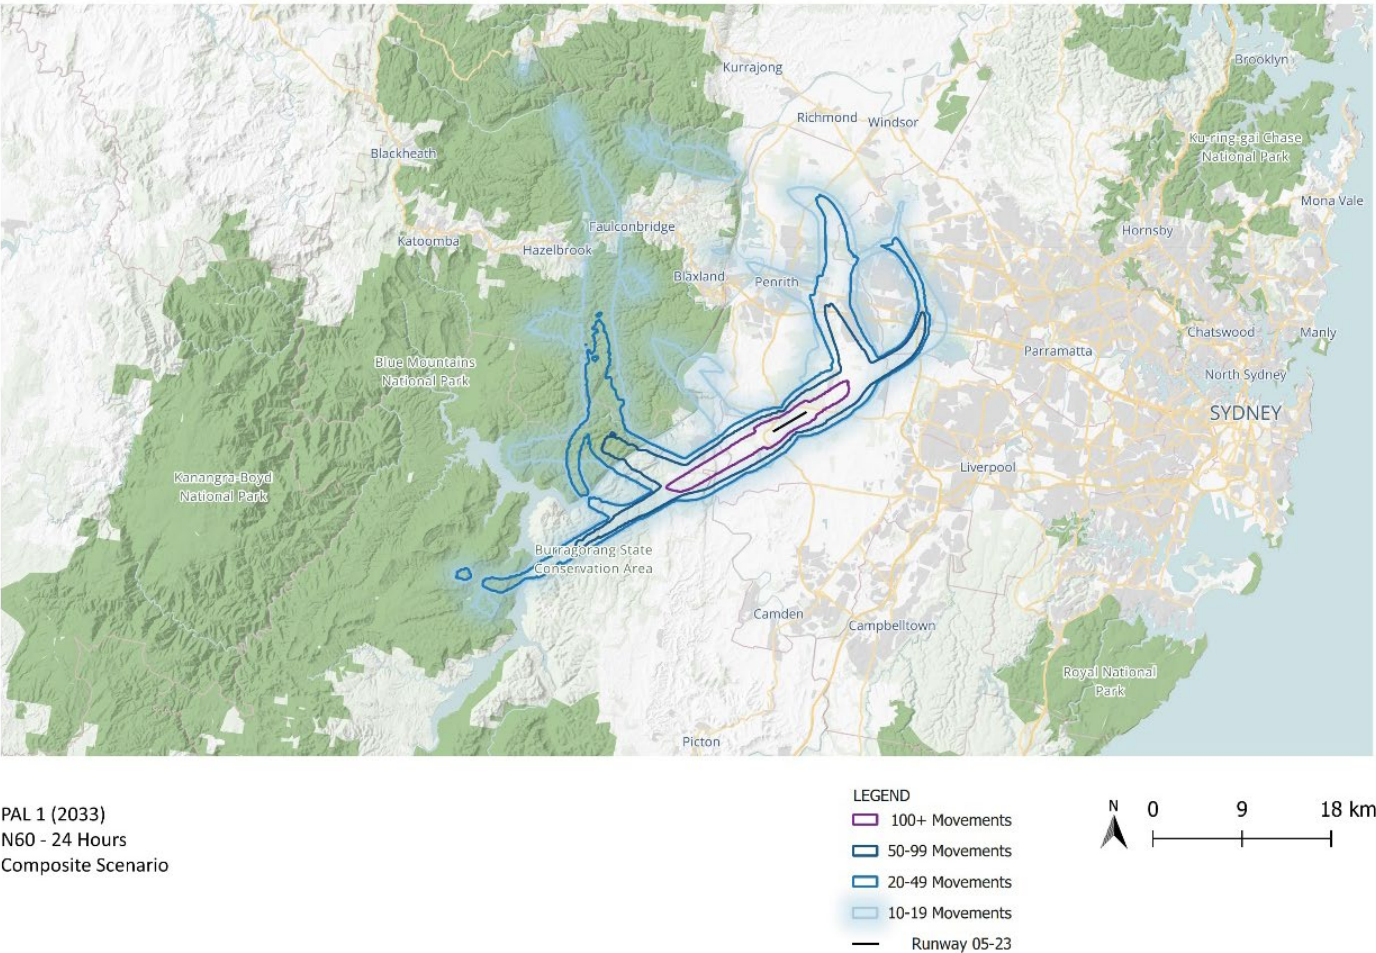 Brooklyn
Kurrajong
Richmond
Windsor
Ku-ring-gai Chase
National Park
Blackheath
Mona Vale
Faulconbridge
Hornsby
Katoomba
Hazelbrook
Blaxland
Penrith
Chatswood
Manly
Parramatta
Blue Mountains
National Park
North Sydney
SYDNEY
Liverpool
Kanangra-Boyd
National Park
Burragorang State
Conservation Area
Camden
Campbelltown
Royal National
Park
Picton
PAL 1 (2033)
N60 - 24 Hours
Composite Scenario
LEGEND
100+ Movements
50-99 Movements
20-49 Movements
10-19 Movements
Runway 05-23
N
0 9 18 km